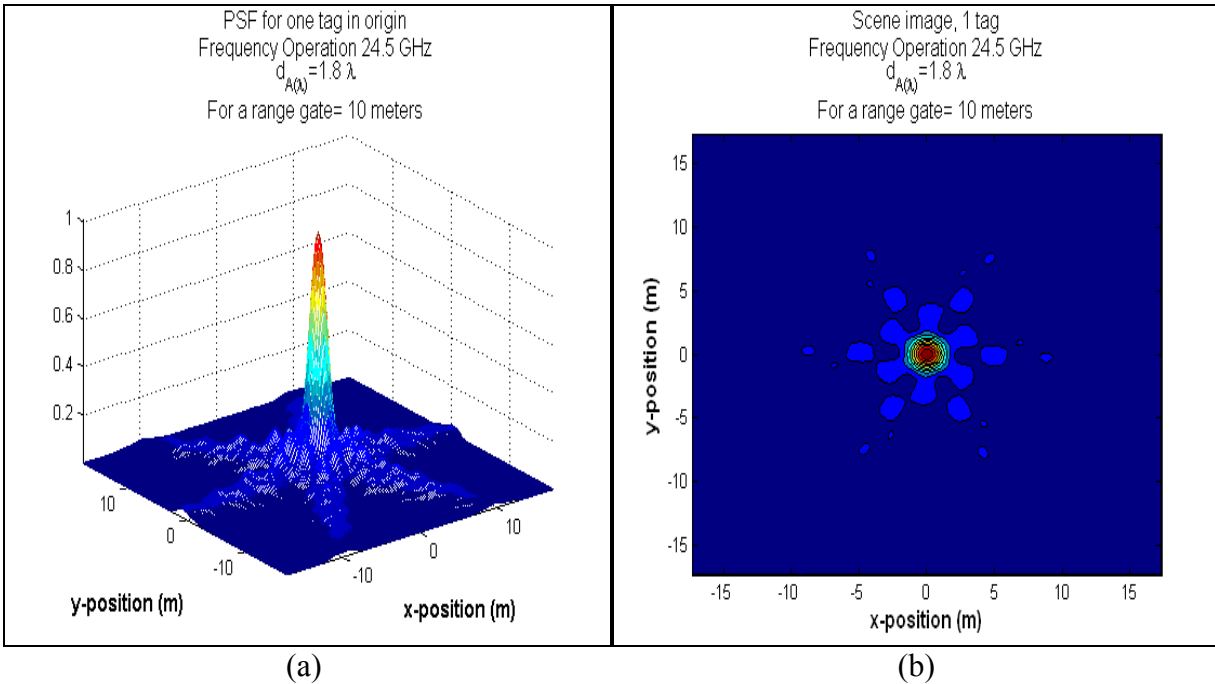 PSF for one tag in origin
Frequency Operation 24.5 GHz
d_A(λ)=1.8 λ
For a range gate= 10 meters
1
0.8
0.6
0.4
0.2
10
0
-10
-10
0
10
y-position (m)
x-position (m)
(a)
Scene image, 1 tag
Frequency Operation 24.5 GHz
d_A(λ)=1.8 λ
For a range gate= 10 meters
15
10
5
0
-5
-10
-15
y-position (m)
-15 -10 -5 0 5 10 15
x-position (m)
(b)